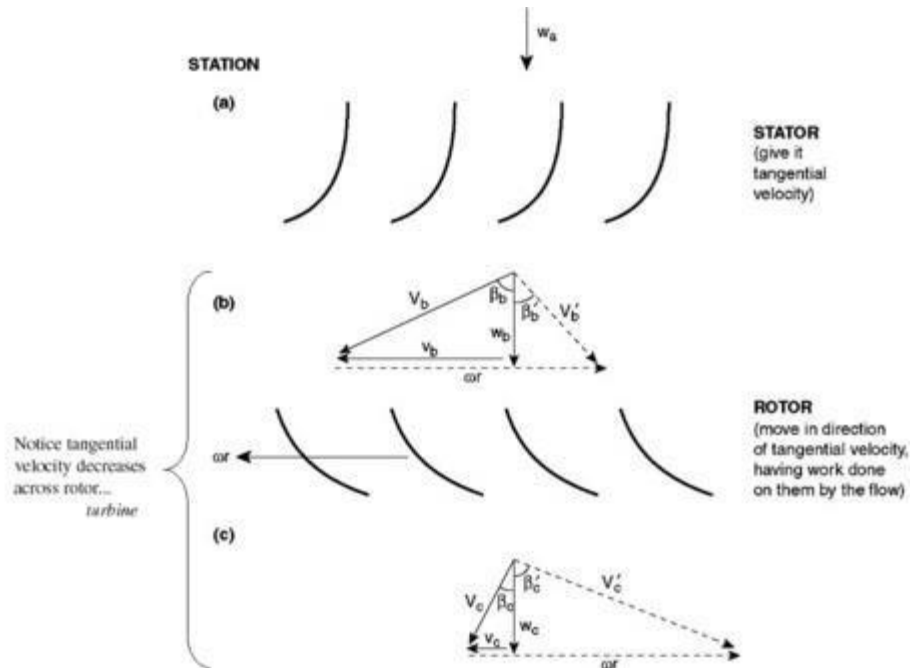 wₐ
STATION
(a)
STATOR
(give it
tangential
velocity)
(b)
V_b
β_b
β_b'
V_b'
w_b
v_b
ωr
ROTOR
(move in direction
of tangential velocity,
having work done
on them by the flow)
Notice tangential
velocity decreases
across rotor...
turbine
ωr
(c)
V_c
β_c
β_c'
V_c'
w_c
v_c
ωr